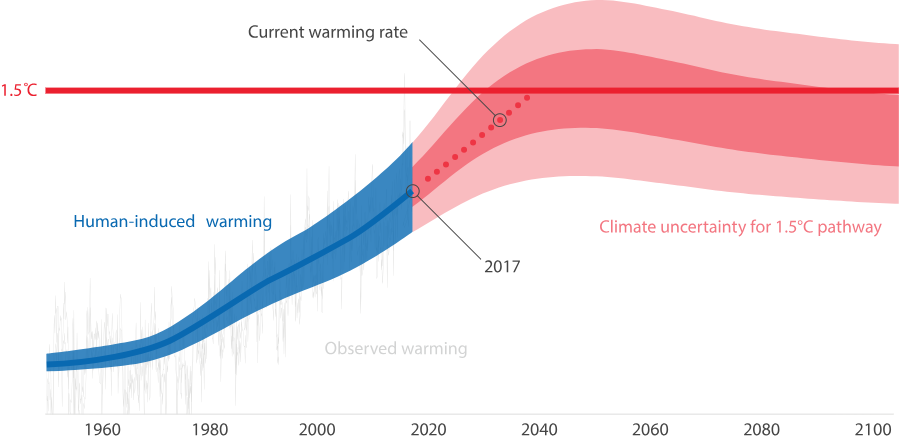 Current warming rate
1.5°C
Human-induced warming
Climate uncertainty for 1.5°C pathway
2017
Observed warming
1960 1980 2000 2020 2040 2060 2080 2100